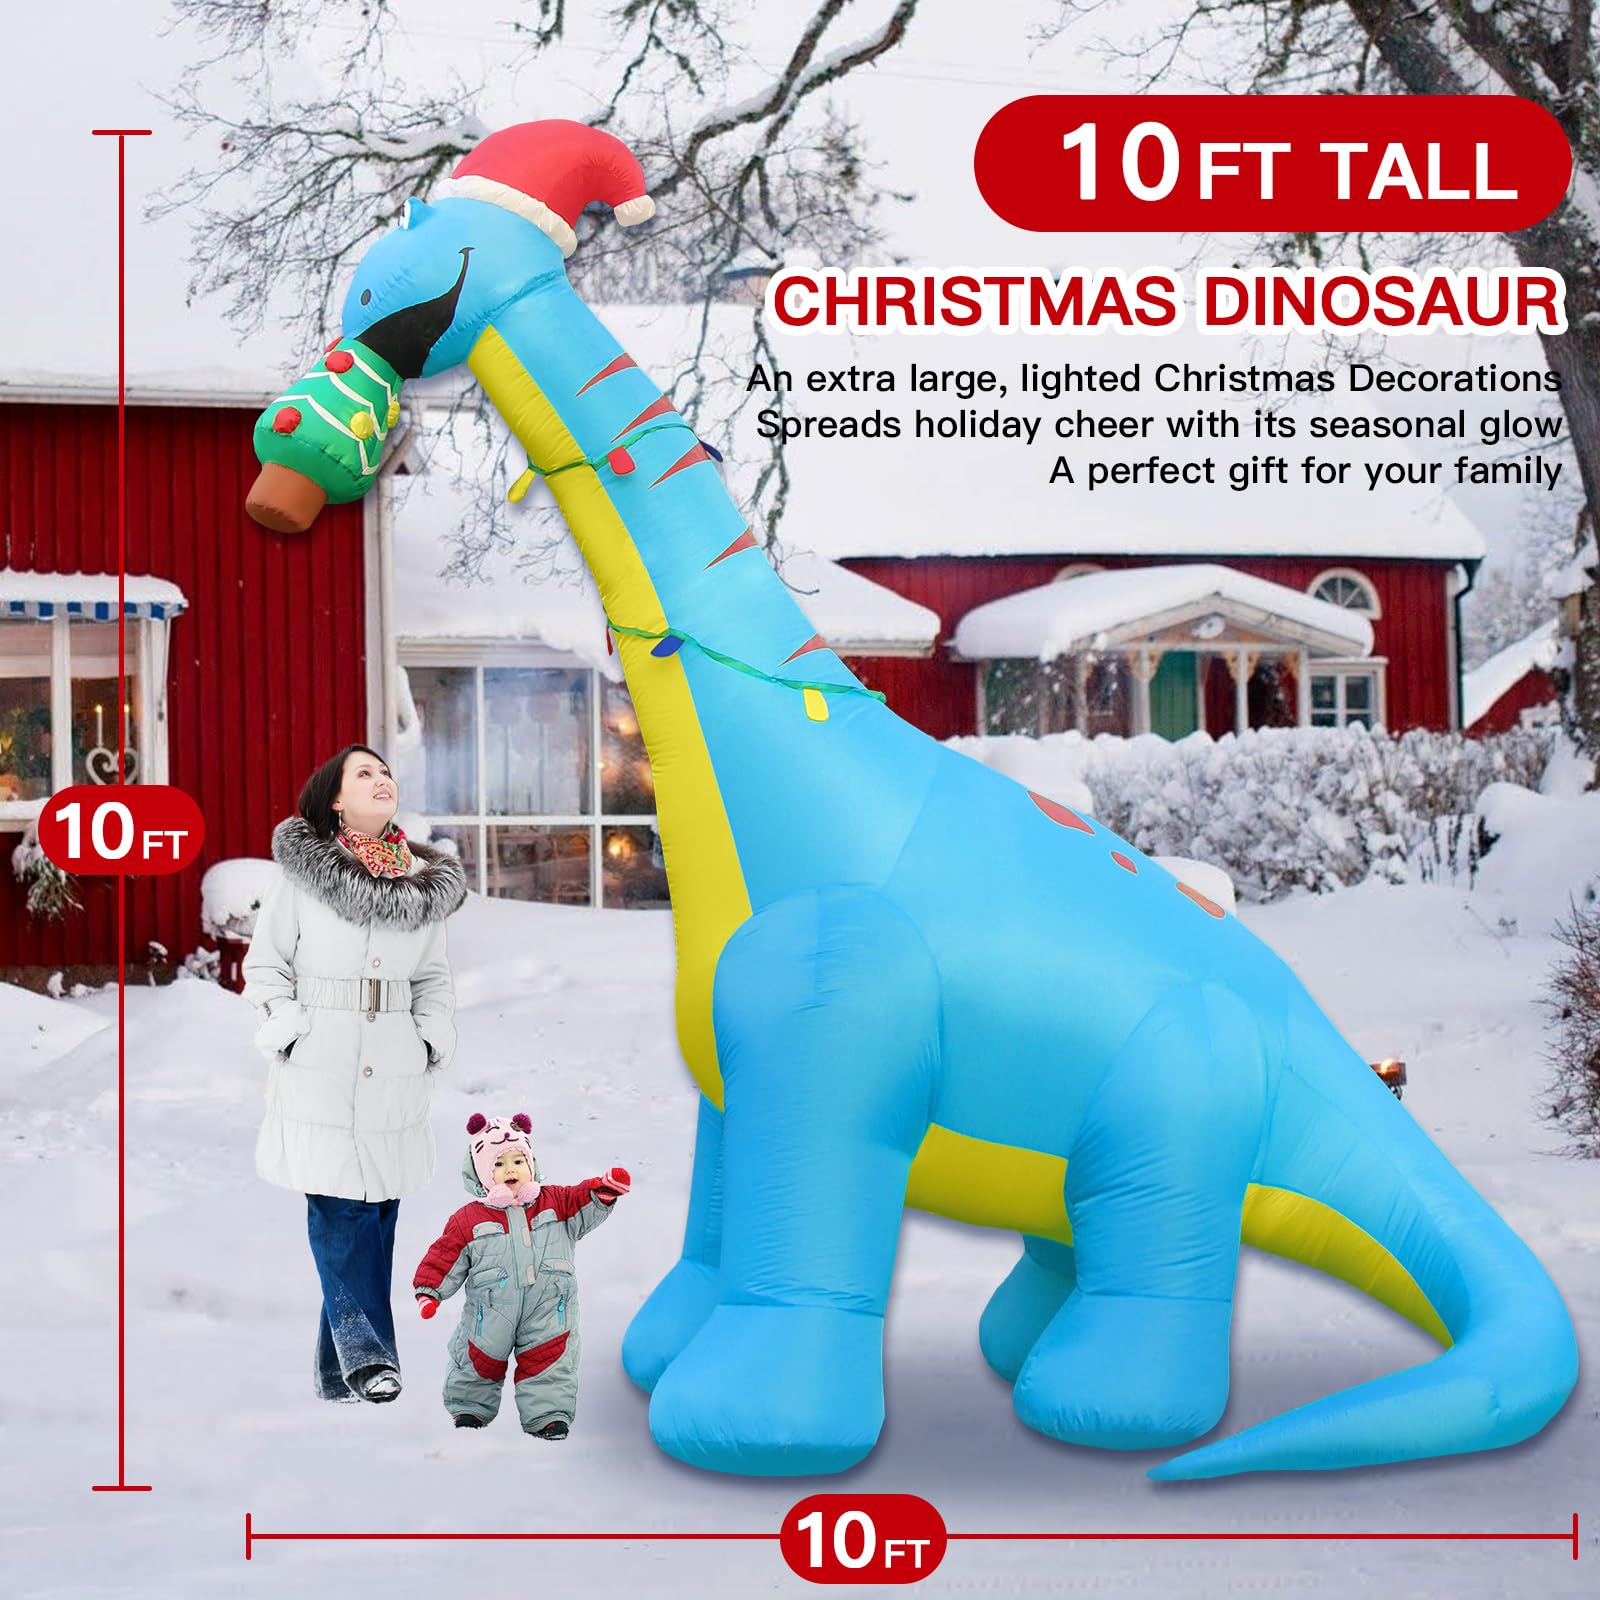 10 FT TALL
CHRISTMAS DINOSAUR
An extra large, lighted Christmas Decorations
Spreads holiday cheer with its seasonal glow
A perfect gift for your family
10 FT
10 FT